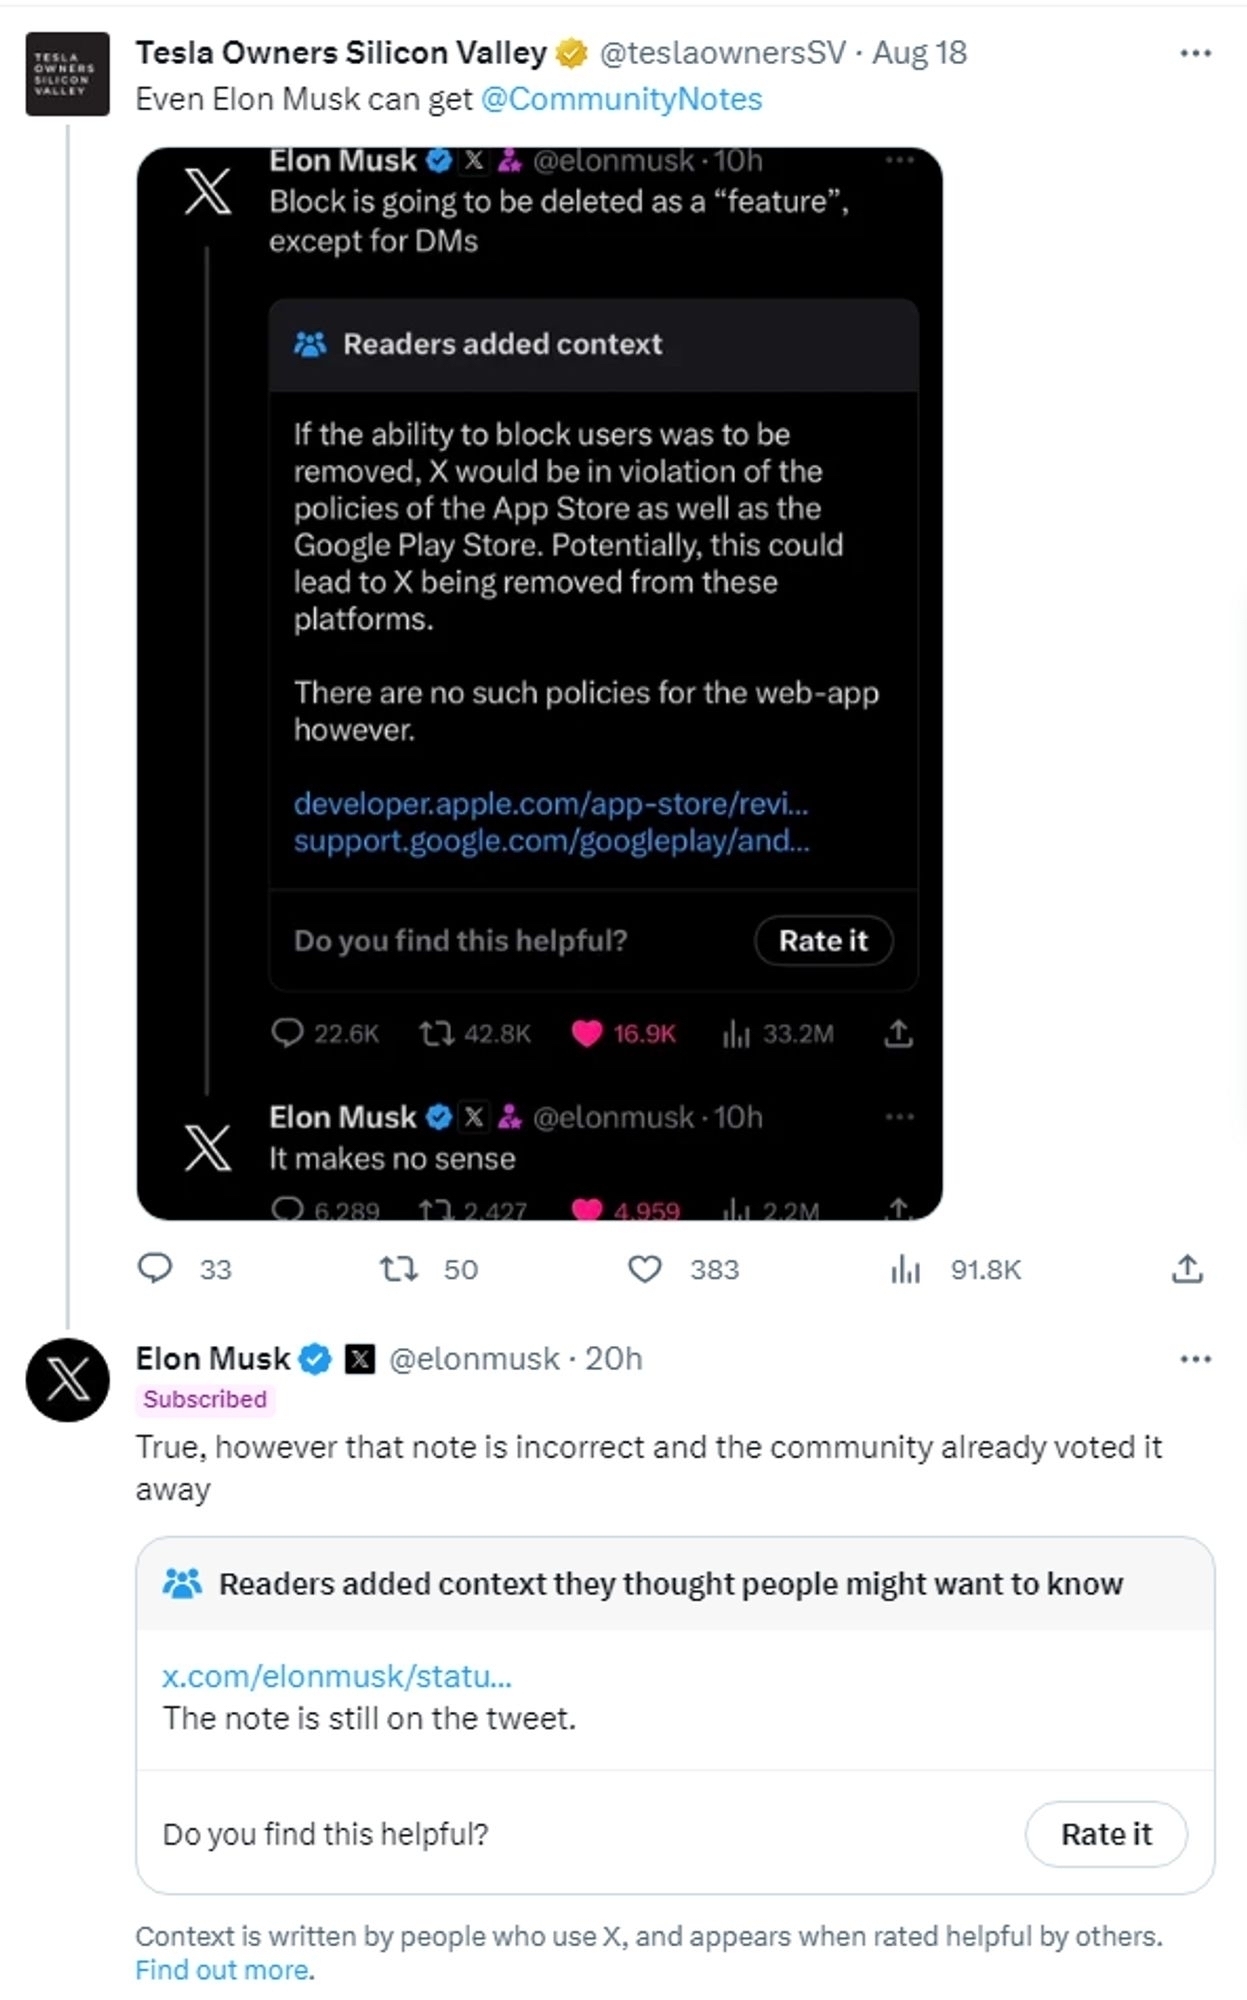 TESLA
OWNERS
SILICON
VALLEY
Tesla Owners Silicon Valley @teslaownersSV · Aug 18
Even Elon Musk can get @CommunityNotes
Elon Musk @elonmusk · 10h
Block is going to be deleted as a “feature”,
except for DMs
Readers added context
If the ability to block users was to be
removed, X would be in violation of the
policies of the App Store as well as the
Google Play Store. Potentially, this could
lead to X being removed from these
platforms.
There are no such policies for the web-app
however.
developer.apple.com/app-store/revi...
support.google.com/googleplay/and...
Do you find this helpful? Rate it
22.6K 42.8K 16.9K 33.2M
Elon Musk @elonmusk · 10h
It makes no sense
6,289 2,427 4,959 2.2M
33 50 383 91.8K
Elon Musk @elonmusk · 20h
Subscribed
True, however that note is incorrect and the community already voted it
away
Readers added context they thought people might want to know
x.com/elonmusk/statu...
The note is still on the tweet.
Do you find this helpful? Rate it
Context is written by people who use X, and appears when rated helpful by others.
Find out more.